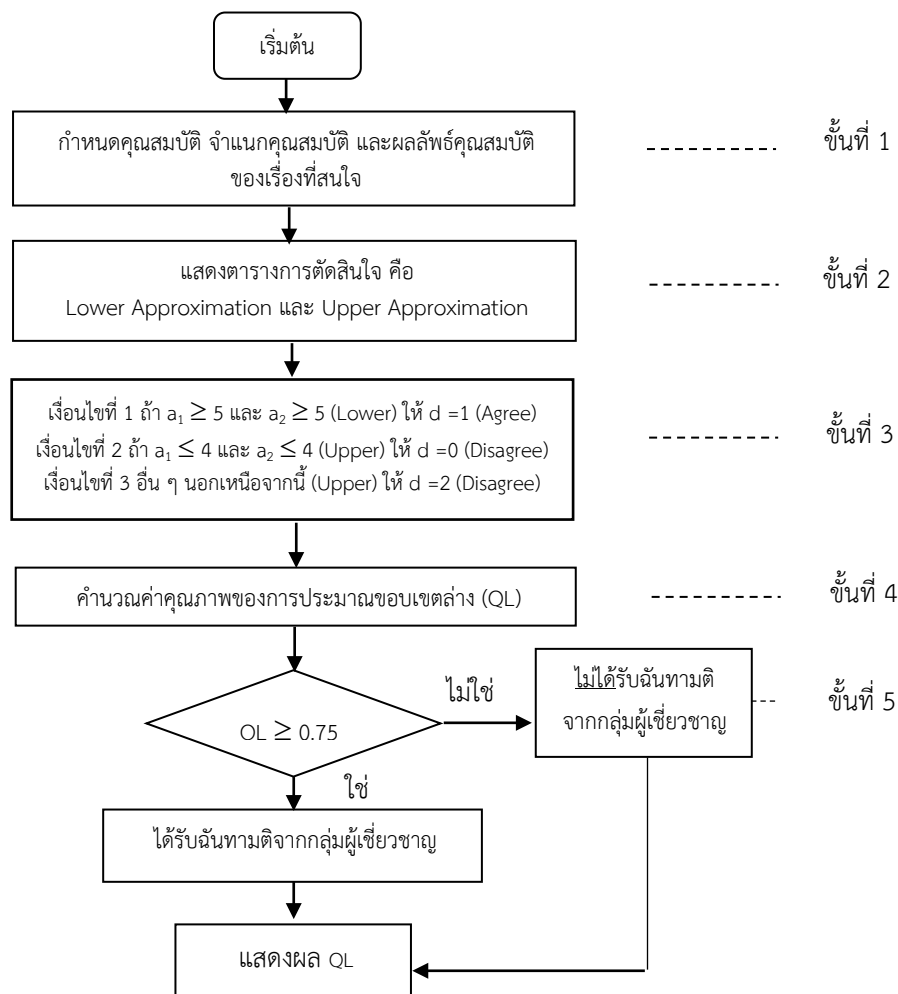 เริ่มต้น
กำหนดคุณสมบัติ จำแนกคุณสมบัติ และผลลัพธ์คุณสมบัติ
ของเรื่องที่สนใจ
ขั้นที่ 1
แสดงตารางการตัดสินใจ คือ
Lower Approximation และ Upper Approximation
ขั้นที่ 2
เงื่อนไขที่ 1 ถ้า a₁ ≥ 5 และ a₂ ≥ 5 (Lower) ให้ d =1 (Agree)
เงื่อนไขที่ 2 ถ้า a₁ ≤ 4 และ a₂ ≤ 4 (Upper) ให้ d =0 (Disagree)
เงื่อนไขที่ 3 อื่น ๆ นอกเหนือจากนี้ (Upper) ให้ d =2 (Disagree)
ขั้นที่ 3
คำนวณค่าคุณภาพของการประมาณขอบเขตล่าง (QL)
ขั้นที่ 4
OL ≥ 0.75
ไม่ใช่
ไม่ได้รับฉันทามติ
จากกลุ่มผู้เชี่ยวชาญ
ขั้นที่ 5
ใช่
ได้รับฉันทามติจากกลุ่มผู้เชี่ยวชาญ
แสดงผล QL